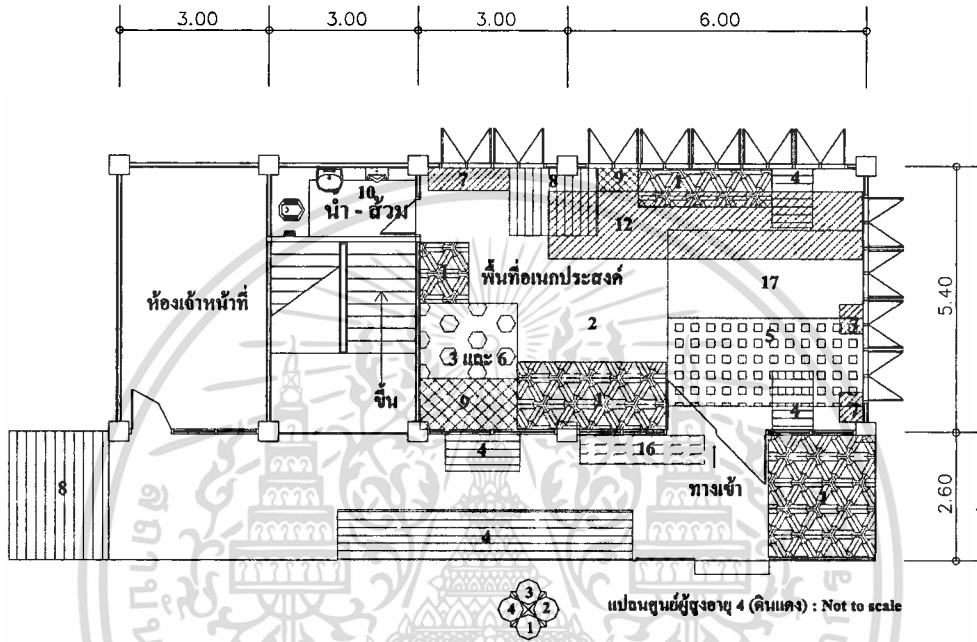 3.00 3.00 3.00 6.00
7 8 9 1 4
10
น้ำ - ส้วม
12
1 พื้นที่อเนกประสงค์ 17
ห้องเจ้าหน้าที่ 2 7
5
3 และ 6
ขึ้น 9 1 4 7
5.40
4 16
ทางเข้า
8 1
2.60
4
แปลนศูนย์ผู้สูงอายุ 4 (ดินแดง) : Not to scale
3
4 2
1